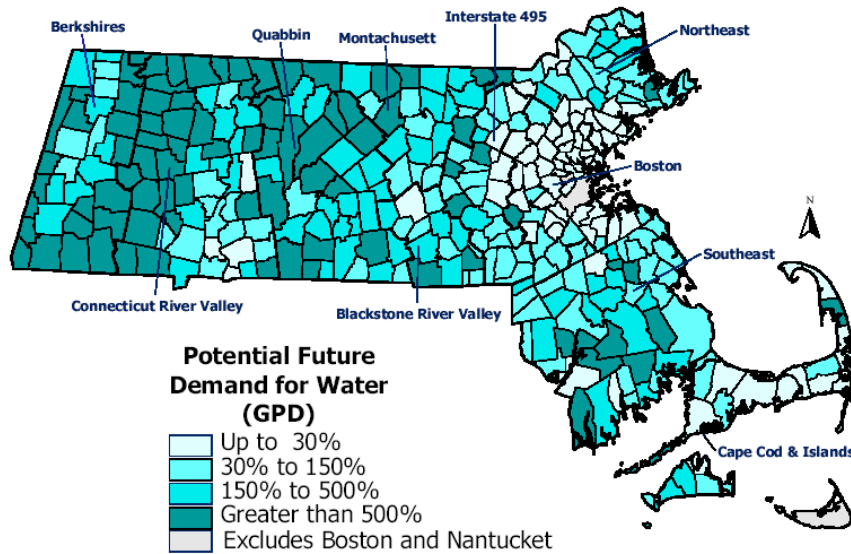 Berkshires
Quabbin
Montachusett
Interstate 495
Northeast
Boston
N
Southeast
Connecticut River Valley
Blackstone River Valley
Cape Cod & Islands
Potential Future
Demand for Water
(GPD)
Up to 30%
30% to 150%
150% to 500%
Greater than 500%
Excludes Boston and Nantucket